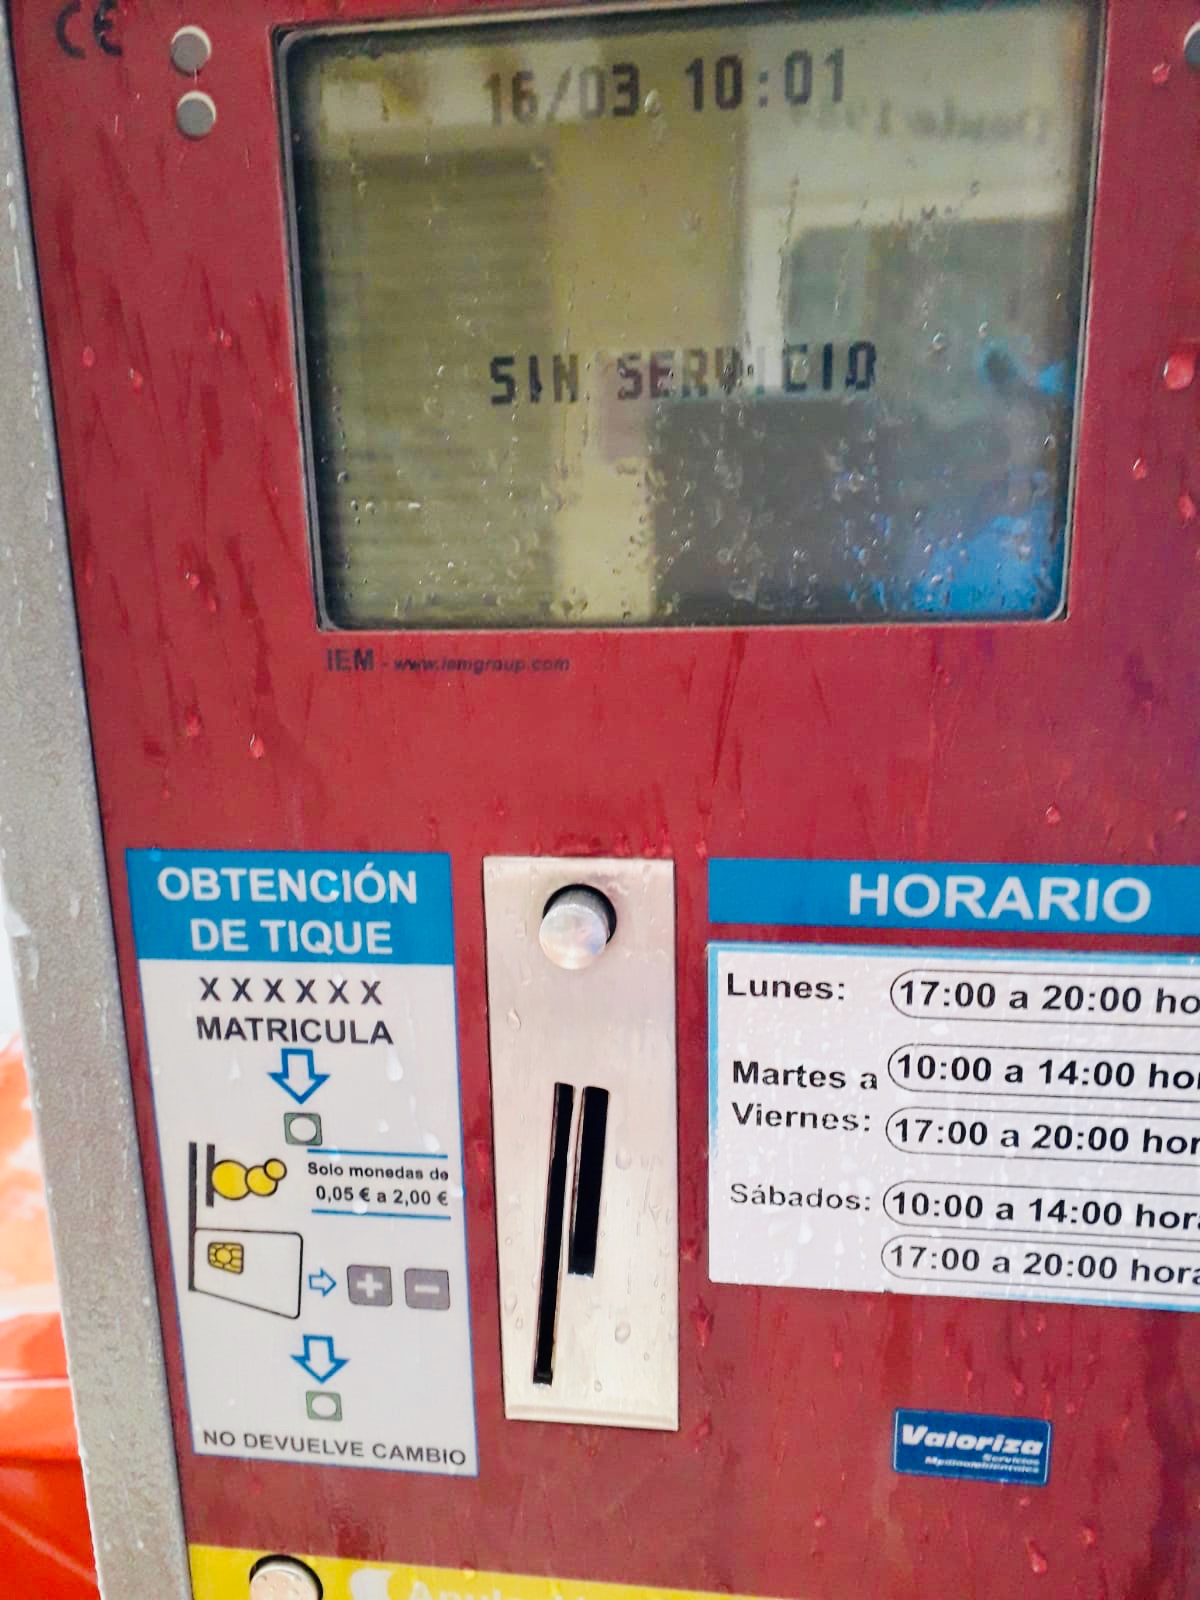 CE
16/03 10:01
SIN SERVICIO
IEM - www.iemgroup.com
OBTENCIÓN
DE TIQUE
XXXXXX
MATRICULA
Solo monedas de
0,05 € a 2,00 €
+ -
NO DEVUELVE CAMBIO
HORARIO
Lunes: 17:00 a 20:00 ho
Martes a 10:00 a 14:00 hor
Viernes: 17:00 a 20:00 hor
Sábados: 10:00 a 14:00 hora
17:00 a 20:00 hora
Valoriza
Servicios
Medioambientales